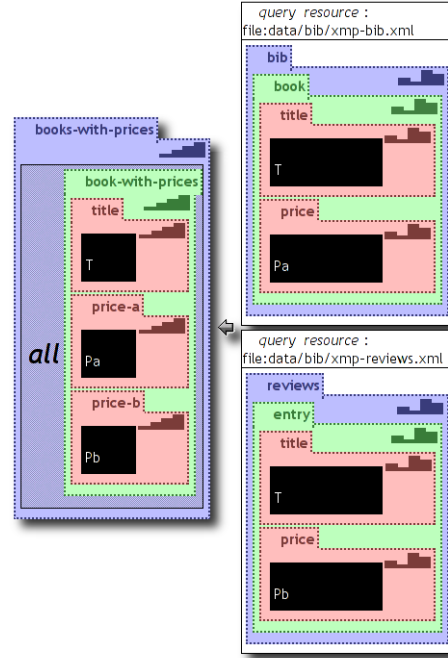 books-with-prices
book-with-prices
title
T
price-a
Pa
price-b
Pb
all
query resource :
file:data/bib/xmp-bib.xml
bib
book
title
T
price
Pa
query resource :
file:data/bib/xmp-reviews.xml
reviews
entry
title
T
price
Pb